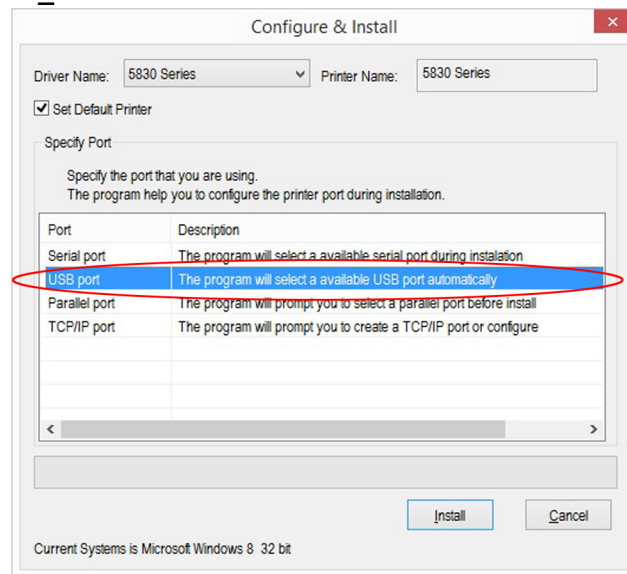 Configure & Install
Driver Name: 5830 Series Printer Name: 5830 Series
Set Default Printer
Specify Port
Specify the port that you are using.
The program help you to configure the printer port during installation.
Port Description
Serial port The program will select a available serial port during instalation
USB port The program will select a available USB port automatically
Parallel port The program will prompt you to select a parallel port before install
TCP/IP port The program will prompt you to create a TCP/IP port or configure
Install Cancel
Current Systems is Microsoft Windows 8 32 bit